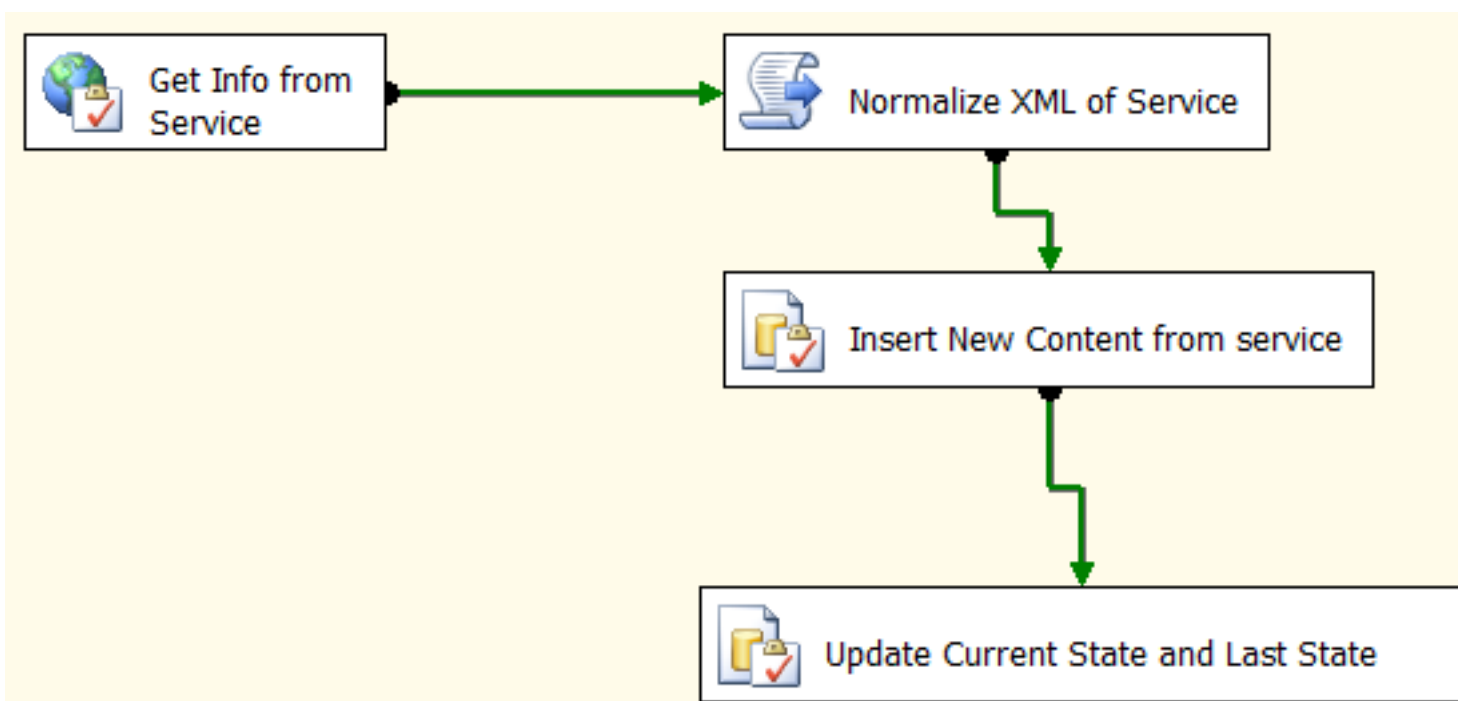 Get Info from
Service
Normalize XML of Service
Insert New Content from service
Update Current State and Last State